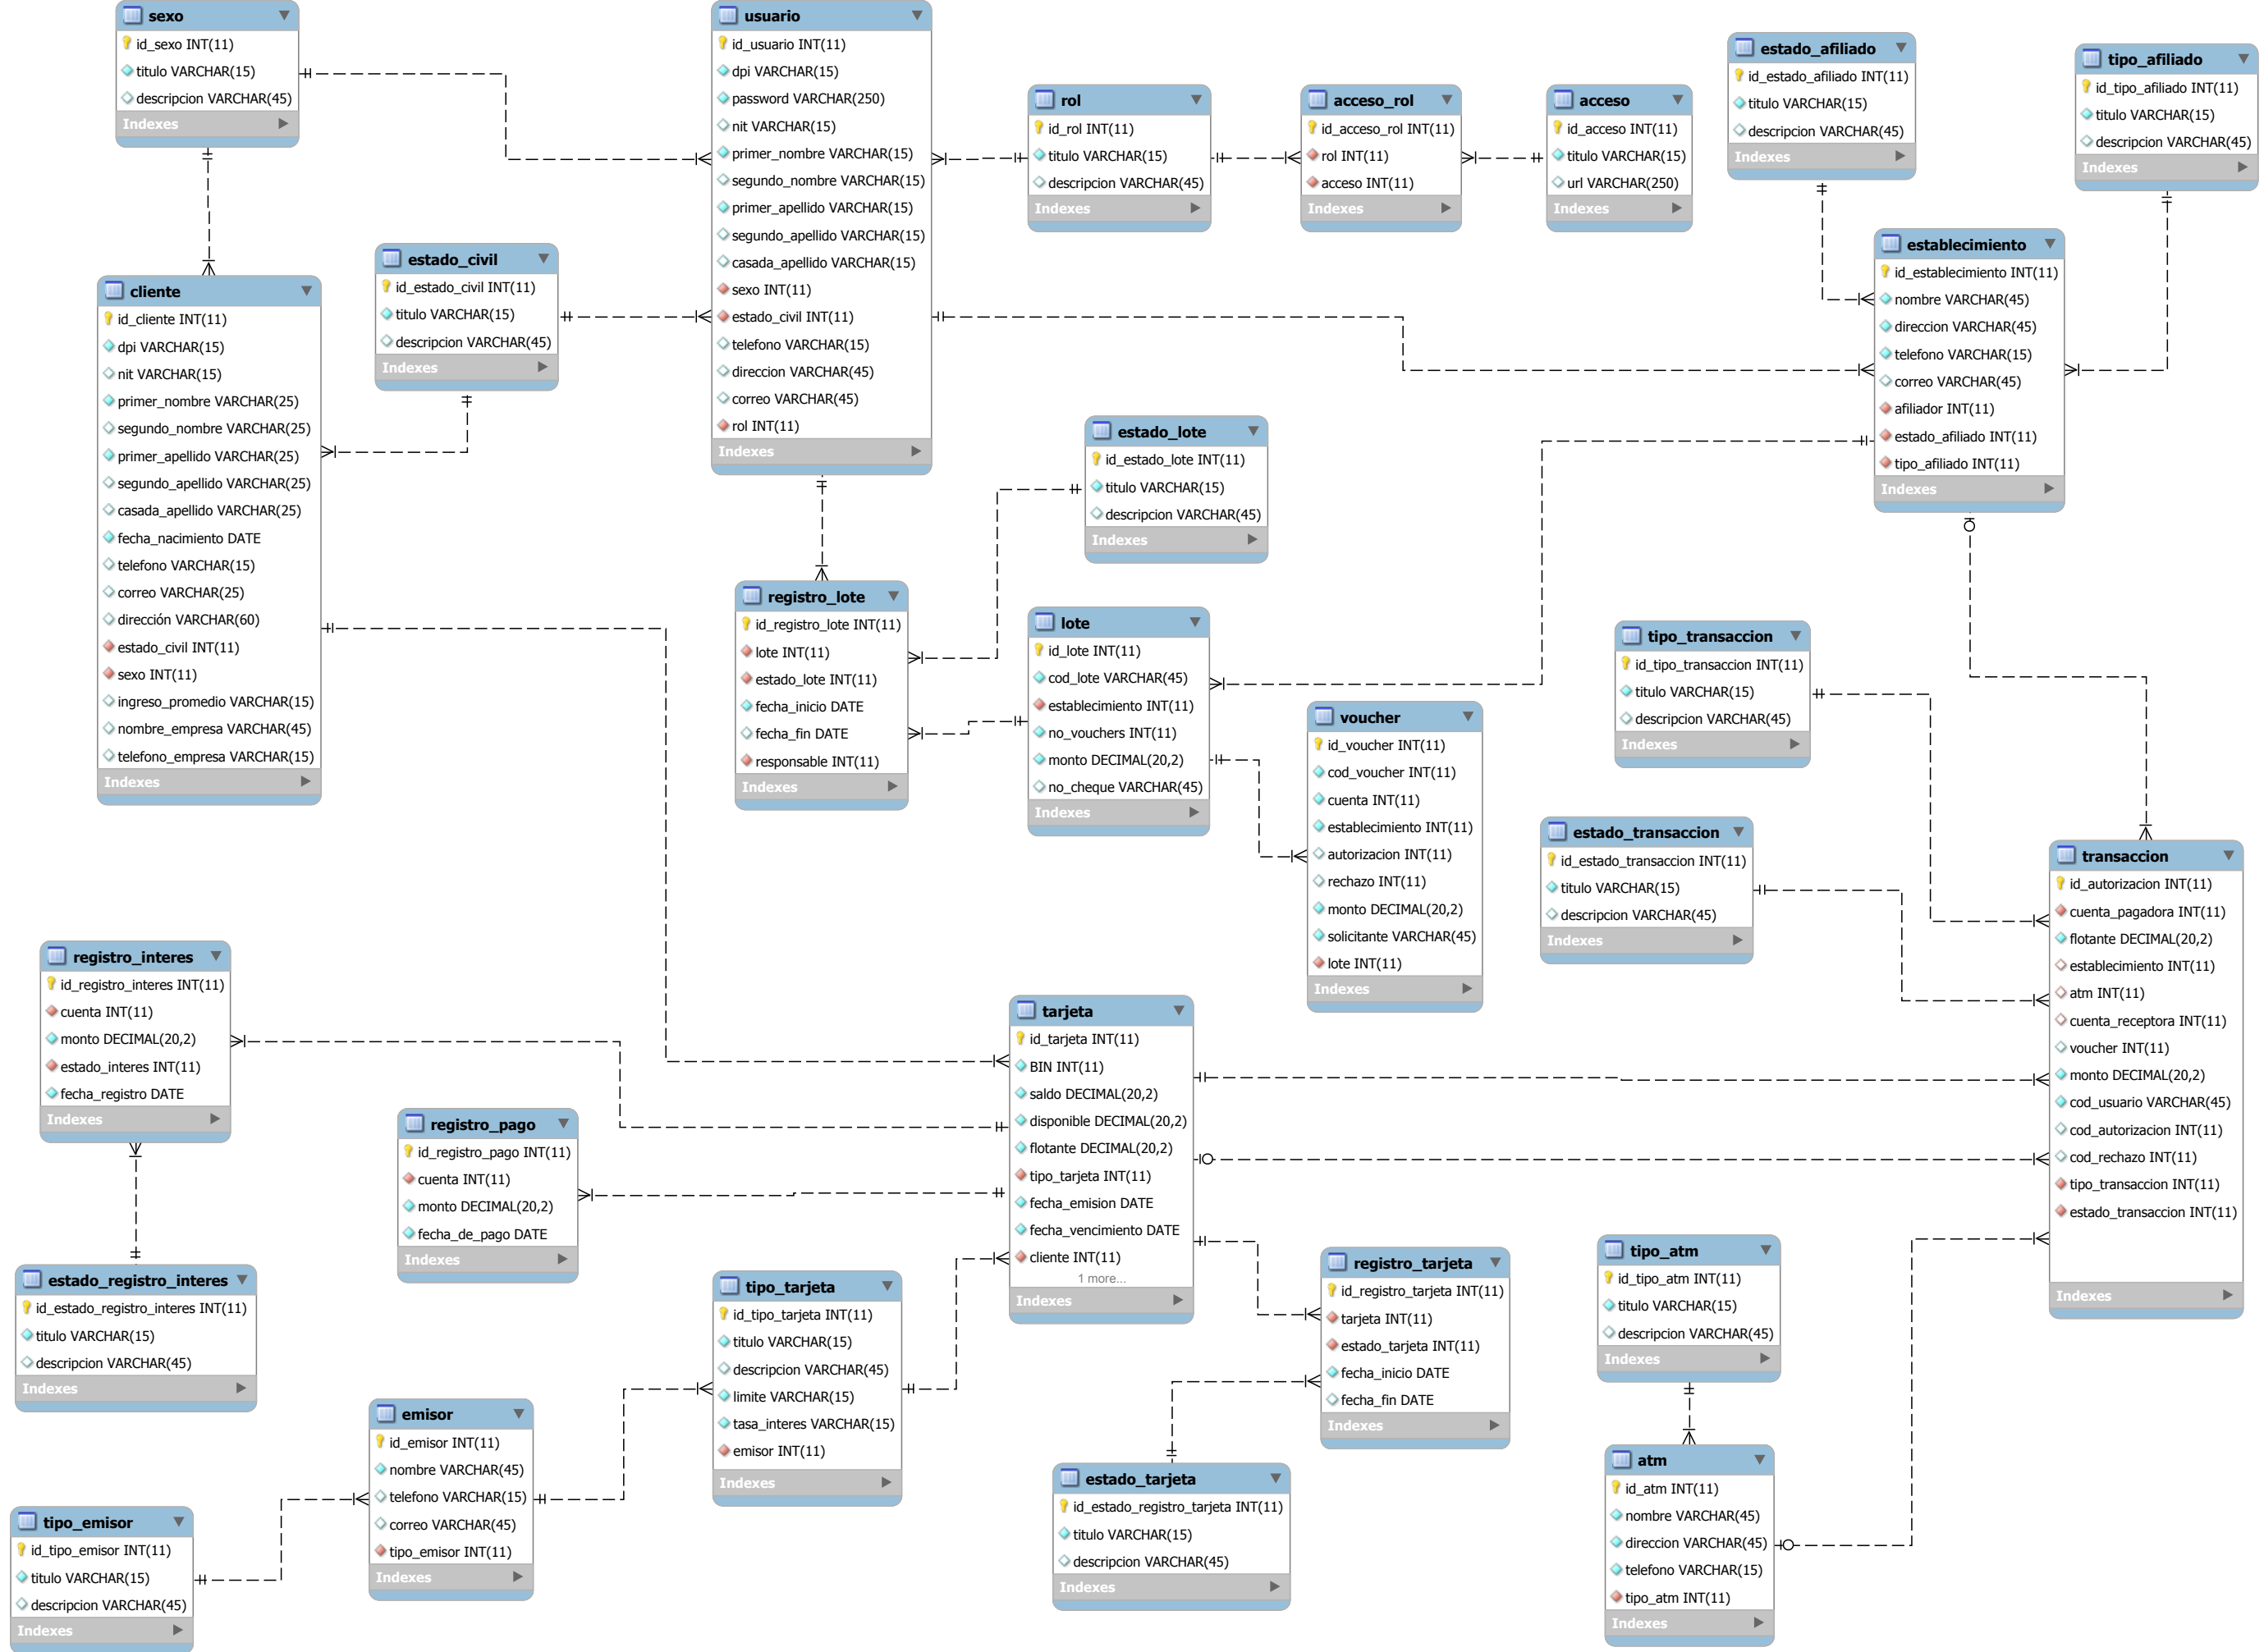 sexo
id_sexo INT(11)
titulo VARCHAR(15)
descripcion VARCHAR(45)
Indexes
usuario
id_usuario INT(11)
dpi VARCHAR(15)
password VARCHAR(250)
nit VARCHAR(15)
primer_nombre VARCHAR(15)
segundo_nombre VARCHAR(15)
primer_apellido VARCHAR(15)
segundo_apellido VARCHAR(15)
casada_apellido VARCHAR(15)
sexo INT(11)
estado_civil INT(11)
telefono VARCHAR(15)
direccion VARCHAR(45)
correo VARCHAR(45)
rol INT(11)
Indexes
rol
id_rol INT(11)
titulo VARCHAR(15)
descripcion VARCHAR(45)
Indexes
acceso_rol
id_acceso_rol INT(11)
rol INT(11)
acceso INT(11)
Indexes
acceso
id_acceso INT(11)
titulo VARCHAR(15)
url VARCHAR(250)
Indexes
estado_afiliado
id_estado_afiliado INT(11)
titulo VARCHAR(15)
descripcion VARCHAR(45)
Indexes
tipo_afiliado
id_tipo_afiliado INT(11)
titulo VARCHAR(15)
descripcion VARCHAR(45)
Indexes
establecimiento
id_establecimiento INT(11)
nombre VARCHAR(45)
direccion VARCHAR(45)
telefono VARCHAR(15)
correo VARCHAR(45)
afiliador INT(11)
estado_afiliado INT(11)
tipo_afiliado INT(11)
Indexes
cliente
id_cliente INT(11)
dpi VARCHAR(15)
nit VARCHAR(15)
primer_nombre VARCHAR(25)
segundo_nombre VARCHAR(25)
primer_apellido VARCHAR(25)
segundo_apellido VARCHAR(25)
casada_apellido VARCHAR(25)
fecha_nacimiento DATE
telefono VARCHAR(15)
correo VARCHAR(25)
dirección VARCHAR(60)
estado_civil INT(11)
sexo INT(11)
ingreso_promedio VARCHAR(15)
nombre_empresa VARCHAR(45)
telefono_empresa VARCHAR(15)
Indexes
estado_civil
id_estado_civil INT(11)
titulo VARCHAR(15)
descripcion VARCHAR(45)
Indexes
estado_lote
id_estado_lote INT(11)
titulo VARCHAR(15)
descripcion VARCHAR(45)
Indexes
registro_lote
id_registro_lote INT(11)
lote INT(11)
estado_lote INT(11)
fecha_inicio DATE
fecha_fin DATE
responsable INT(11)
Indexes
lote
id_lote INT(11)
cod_lote VARCHAR(45)
establecimiento INT(11)
no_vouchers INT(11)
monto DECIMAL(20,2)
no_cheque VARCHAR(45)
Indexes
voucher
id_voucher INT(11)
cod_voucher INT(11)
cuenta INT(11)
establecimiento INT(11)
autorizacion INT(11)
rechazo INT(11)
monto DECIMAL(20,2)
solicitante VARCHAR(45)
lote INT(11)
Indexes
tipo_transaccion
id_tipo_transaccion INT(11)
titulo VARCHAR(15)
descripcion VARCHAR(45)
Indexes
estado_transaccion
id_estado_transaccion INT(11)
titulo VARCHAR(15)
descripcion VARCHAR(45)
Indexes
transaccion
id_autorizacion INT(11)
cuenta_pagadora INT(11)
flotante DECIMAL(20,2)
establecimiento INT(11)
atm INT(11)
cuenta_receptora INT(11)
voucher INT(11)
monto DECIMAL(20,2)
cod_usuario VARCHAR(45)
cod_autorizacion INT(11)
cod_rechazo INT(11)
tipo_transaccion INT(11)
estado_transaccion INT(11)
Indexes
registro_interes
id_registro_interes INT(11)
cuenta INT(11)
monto DECIMAL(20,2)
estado_interes INT(11)
fecha_registro DATE
Indexes
registro_pago
id_registro_pago INT(11)
cuenta INT(11)
monto DECIMAL(20,2)
fecha_de_pago DATE
Indexes
tarjeta
id_tarjeta INT(11)
BIN INT(11)
saldo DECIMAL(20,2)
disponible DECIMAL(20,2)
flotante DECIMAL(20,2)
tipo_tarjeta INT(11)
fecha_emision DATE
fecha_vencimiento DATE
cliente INT(11)
1 more...
Indexes
estado_registro_interes
id_estado_registro_interes INT(11)
titulo VARCHAR(15)
descripcion VARCHAR(45)
Indexes
tipo_tarjeta
id_tipo_tarjeta INT(11)
titulo VARCHAR(15)
descripcion VARCHAR(45)
limite VARCHAR(15)
tasa_interes VARCHAR(15)
emisor INT(11)
Indexes
registro_tarjeta
id_registro_tarjeta INT(11)
tarjeta INT(11)
estado_tarjeta INT(11)
fecha_inicio DATE
fecha_fin DATE
Indexes
tipo_atm
id_tipo_atm INT(11)
titulo VARCHAR(15)
descripcion VARCHAR(45)
Indexes
emisor
id_emisor INT(11)
nombre VARCHAR(45)
telefono VARCHAR(15)
correo VARCHAR(45)
tipo_emisor INT(11)
Indexes
tipo_emisor
id_tipo_emisor INT(11)
titulo VARCHAR(15)
descripcion VARCHAR(45)
Indexes
estado_tarjeta
id_estado_registro_tarjeta INT(11)
titulo VARCHAR(15)
descripcion VARCHAR(45)
Indexes
atm
id_atm INT(11)
nombre VARCHAR(45)
direccion VARCHAR(45)
telefono VARCHAR(15)
tipo_atm INT(11)
Indexes